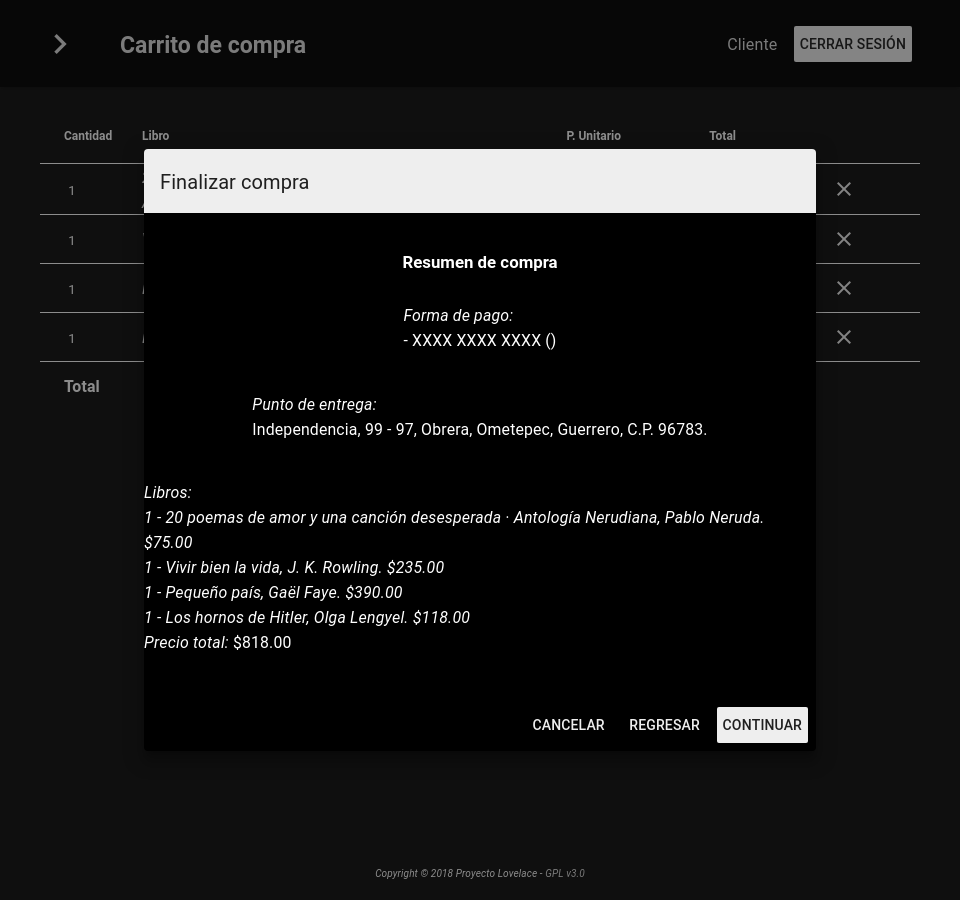 Carrito de compra
Cliente
CERRAR SESIÓN
Cantidad Libro P. Unitario Total
1
1
1
1
Total
Finalizar compra
Resumen de compra
Forma de pago:
- XXXX XXXX XXXX ()
Punto de entrega:
Independencia, 99 - 97, Obrera, Ometepec, Guerrero, C.P. 96783.
Libros:
1 - 20 poemas de amor y una canción desesperada · Antología Nerudiana, Pablo Neruda.
$75.00
1 - Vivir bien la vida, J. K. Rowling. $235.00
1 - Pequeño país, Gaël Faye. $390.00
1 - Los hornos de Hitler, Olga Lengyel. $118.00
Precio total: $818.00
CANCELAR REGRESAR CONTINUAR
Copyright © 2018 Proyecto Lovelace - GPL v3.0